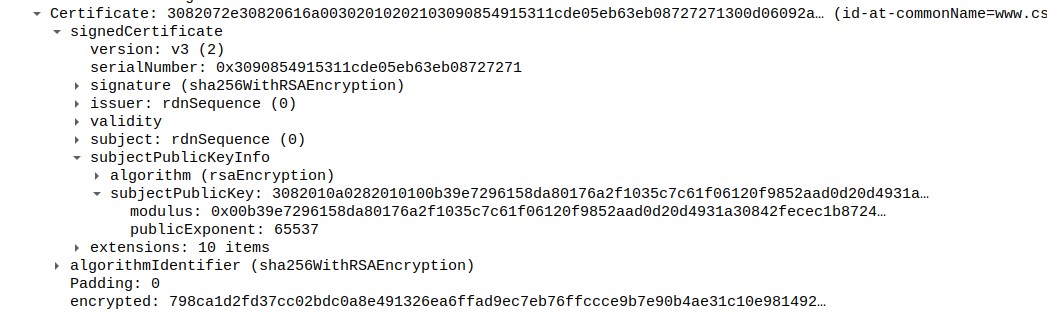 Certificate: 3082072e30820616a00302010202103090854915311cde05eb63eb08727271300d06092a… (id-at-commonName=www.cs
signedCertificate
version: v3 (2)
serialNumber: 0x3090854915311cde05eb63eb08727271
signature (sha256WithRSAEncryption)
issuer: rdnSequence (0)
validity
subject: rdnSequence (0)
subjectPublicKeyInfo
algorithm (rsaEncryption)
subjectPublicKey: 3082010a0282010100b39e7296158da80176a2f1035c7c61f06120f9852aad0d20d4931a…
modulus: 0x00b39e7296158da80176a2f1035c7c61f06120f9852aad0d20d4931a30842fecec1b8724…
publicExponent: 65537
extensions: 10 items
algorithmIdentifier (sha256WithRSAEncryption)
Padding: 0
encrypted: 798ca1d2fd37cc02bdc0a8e491326ea6ffad9ec7eb76ffccce9b7e90b4ae31c10e981492…